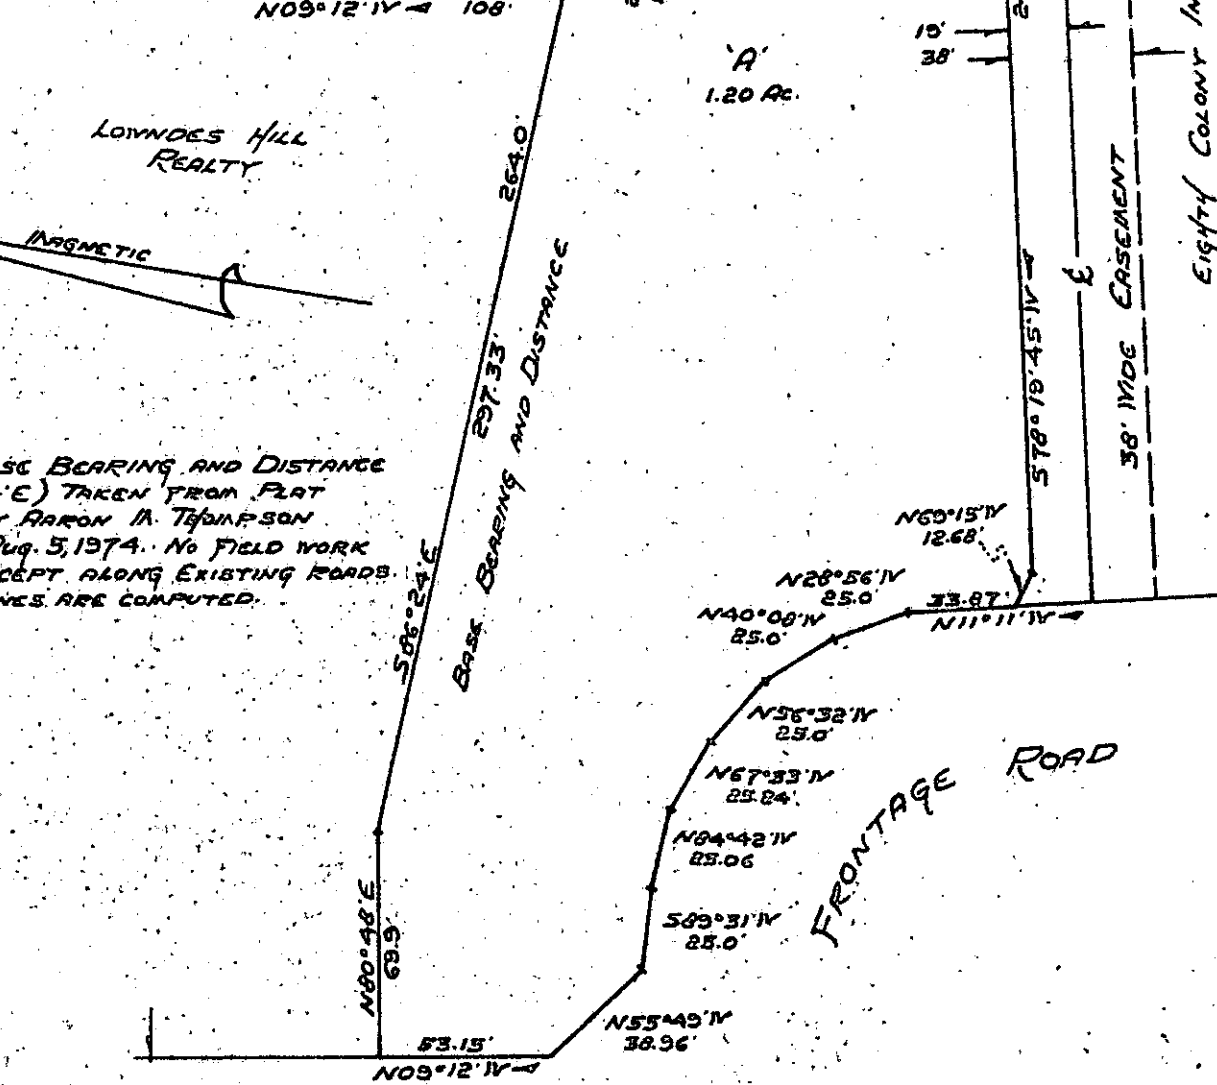 N09°12'W 108'
'A'
1.20 Ac.
19'
38'
LOWNDES HILL
REALTY
MAGNETIC
264.0'
297.33'
S86°24'E
BASE BEARING AND DISTANCE
BEARING AND DISTANCE
'E) TAKEN FROM PLAT
AARON M. THOMPSON
AUG. 5, 1974. NO FIELD WORK
EXISTING ROADS.
ARE COMPUTED.
S78°19'45"W
38' WIDE EASEMENT
EIGHTY COLONY
N69°15'W
12.68'
N28°56'W
25.0'
33.87'
N11°11'W
N40°08'W
25.0'
N56°32'W
25.0'
N67°33'W
25.24'
N84°42'W
25.06
S89°31'W
25.0'
N55°49'W
38.96'
FRONTAGE ROAD
N80°48'E
69.9'
53.15'
N09°12'W